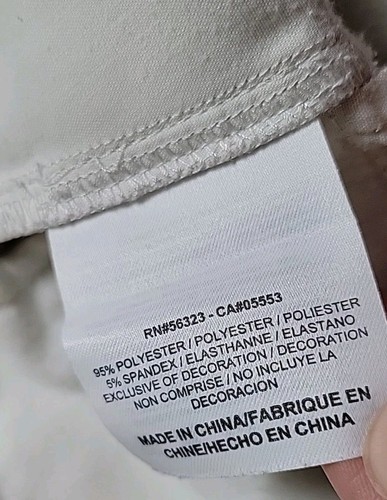 RN#56323 - CA#05553
95% POLYESTER / POLYESTER / POLIESTER
5% SPANDEX / ELASTHANNE / ELASTANO
EXCLUSIVE OF DECORATION / DECORATION
NON COMPRISE / NO INCLUYE LA
DECORACION
MADE IN CHINA/FABRIQUE EN
CHINE/HECHO EN CHINA